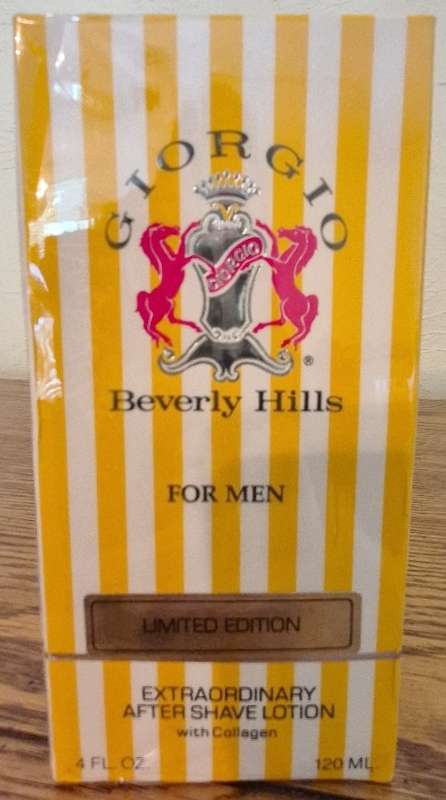 GIORGIO
GIORGIO
®
Beverly Hills
FOR MEN
LIMITED EDITION
EXTRAORDINARY
AFTER SHAVE LOTION
with Collagen
4 FL. OZ. 120 ML